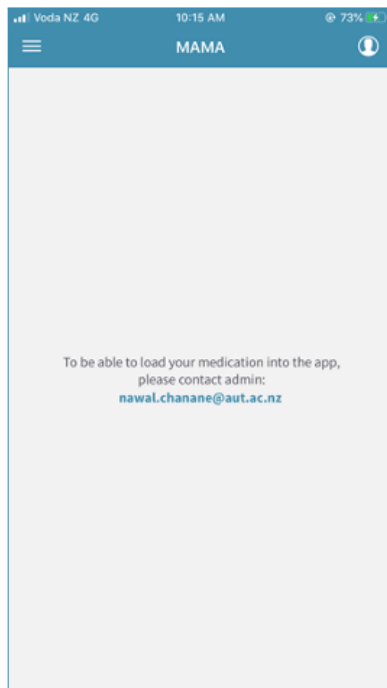 Voda NZ 4G 10:15 AM 73%
MAMA
To be able to load your medication into the app,
please contact admin:
nawal.chanane@aut.ac.nz